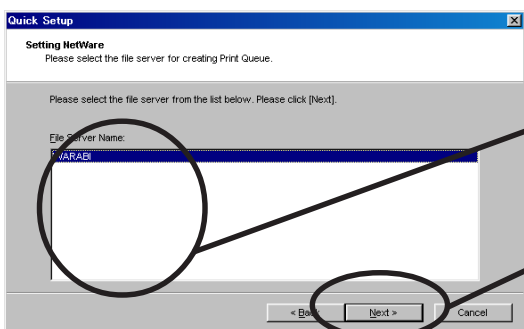 Quick Setup
Setting NetWare
Please select the file server for creating Print Queue.
Please select the file server from the list below. Please click [Next].
File Server Name:
WARABI
< Back Next > Cancel